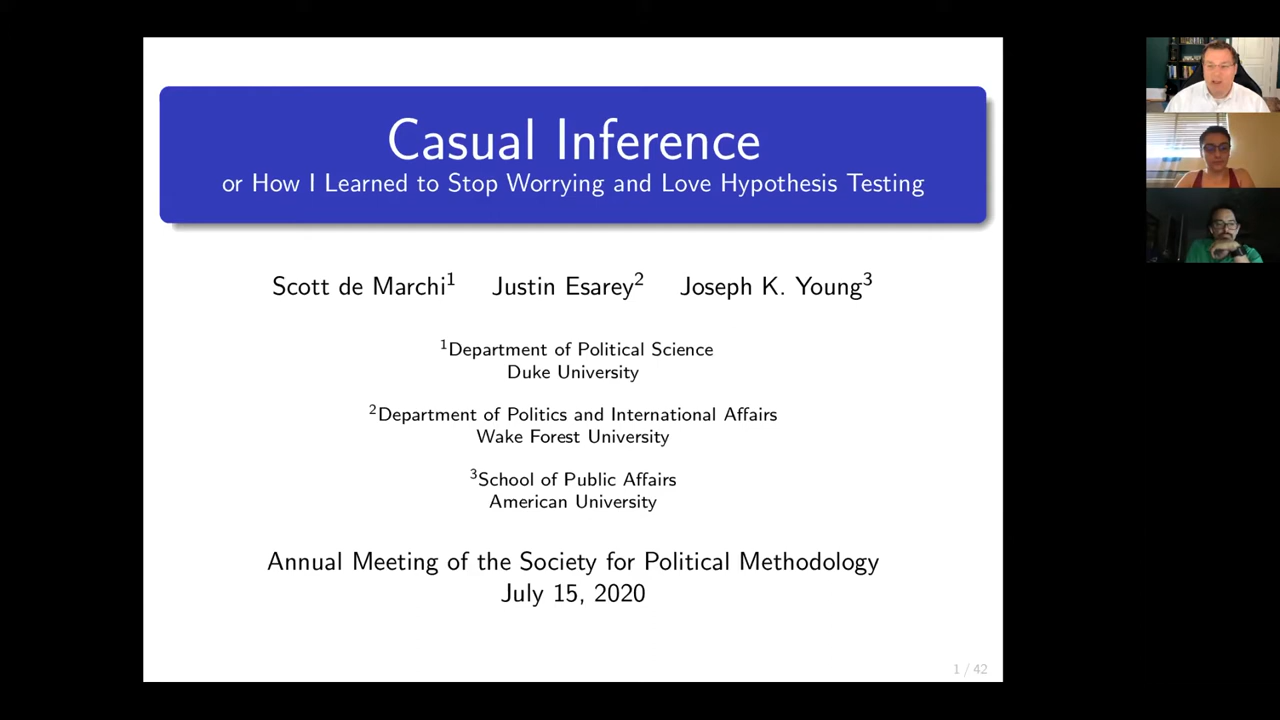 Casual Inference
or How I Learned to Stop Worrying and Love Hypothesis Testing
Scott de Marchi¹ Justin Esarey² Joseph K. Young³
¹Department of Political Science
Duke University
²Department of Politics and International Affairs
Wake Forest University
³School of Public Affairs
American University
Annual Meeting of the Society for Political Methodology
July 15, 2020
1 / 42